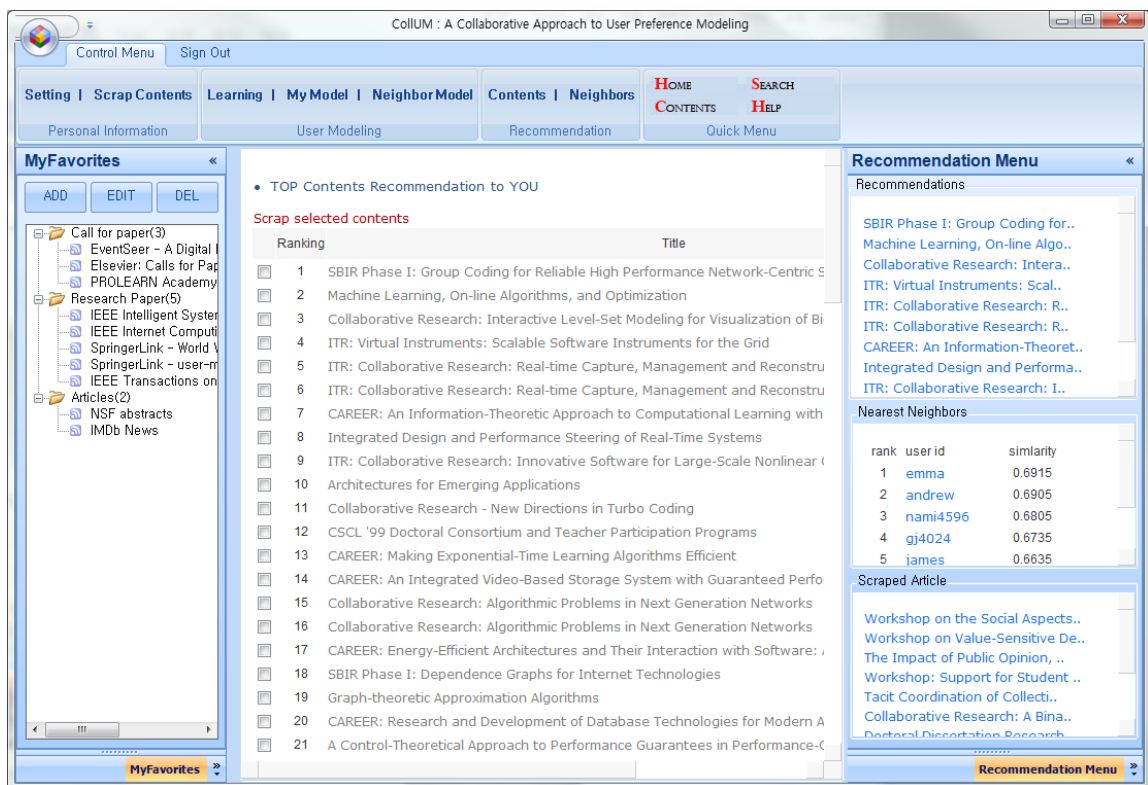 CollUM : A Collaborative Approach to User Preference Modeling
Control Menu Sign Out
Setting | Scrap Contents Learning | My Model | Neighbor Model Contents | Neighbors HOME SEARCH
CONTENTS HELP
Personal Information User Modeling Recommendation Quick Menu
MyFavorites «
ADD EDIT DEL
Call for paper(3)
EventSeer - A Digital
Elsevier: Calls for Pap
PROLEARN Academy
Research Paper(5)
IEEE Intelligent System
IEEE Internet Computi
SpringerLink - World
SpringerLink - user-m
IEEE Transactions on
Articles(2)
NSF abstracts
IMDb News
MyFavorites
• TOP Contents Recommendation to YOU
Scrap selected contents
Ranking Title
1 SBIR Phase I: Group Coding for Reliable High Performance Network-Centric S
2 Machine Learning, On-line Algorithms, and Optimization
3 Collaborative Research: Interactive Level-Set Modeling for Visualization of Bi
4 ITR: Virtual Instruments: Scalable Software Instruments for the Grid
5 ITR: Collaborative Research: Real-time Capture, Management and Reconstru
6 ITR: Collaborative Research: Real-time Capture, Management and Reconstru
7 CAREER: An Information-Theoretic Approach to Computational Learning with
8 Integrated Design and Performance Steering of Real-Time Systems
9 ITR: Collaborative Research: Innovative Software for Large-Scale Nonlinear
10 Architectures for Emerging Applications
11 Collaborative Research - New Directions in Turbo Coding
12 CSCL '99 Doctoral Consortium and Teacher Participation Programs
13 CAREER: Making Exponential-Time Learning Algorithms Efficient
14 CAREER: An Integrated Video-Based Storage System with Guaranteed Perfo
15 Collaborative Research: Algorithmic Problems in Next Generation Networks
16 Collaborative Research: Algorithmic Problems in Next Generation Networks
17 CAREER: Energy-Efficient Architectures and Their Interaction with Software:
18 SBIR Phase I: Dependence Graphs for Internet Technologies
19 Graph-theoretic Approximation Algorithms
20 CAREER: Research and Development of Database Technologies for Modern A
21 A Control-Theoretical Approach to Performance Guarantees in Performance-C
Recommendation Menu «
Recommendations
SBIR Phase I: Group Coding for..
Machine Learning, On-line Algo..
Collaborative Research: Intera..
ITR: Virtual Instruments: Scal..
ITR: Collaborative Research: R..
ITR: Collaborative Research: R..
CAREER: An Information-Theoret..
Integrated Design and Performa..
ITR: Collaborative Research: I..
Nearest Neighbors
rank user id simlarity
1 emma 0.6915
2 andrew 0.6905
3 nami4596 0.6805
4 gj4024 0.6735
5 james 0.6635
Scraped Article
Workshop on the Social Aspects..
Workshop on Value-Sensitive De..
The Impact of Public Opinion, ..
Workshop: Support for Student ..
Tacit Coordination of Collecti..
Collaborative Research: A Bina..
Doctoral Dissertation Research
Recommendation Menu